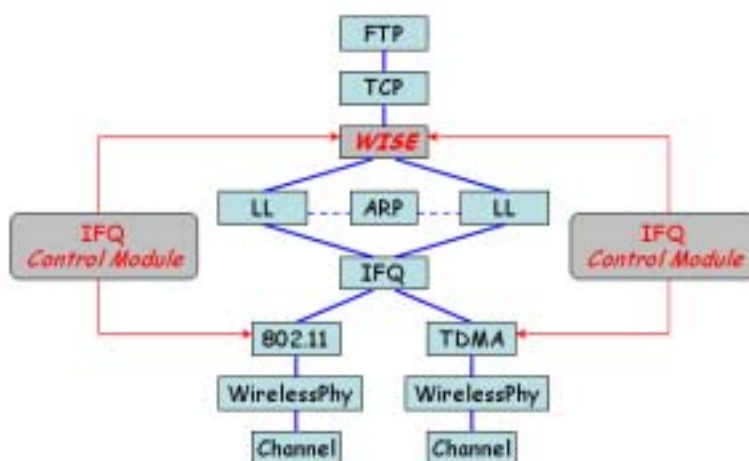 FTP
TCP
WISE
LL
ARP
LL
IFQ
Control Module
IFQ
Control Module
IFQ
802.11
TDMA
WirelessPhy
WirelessPhy
Channel
Channel